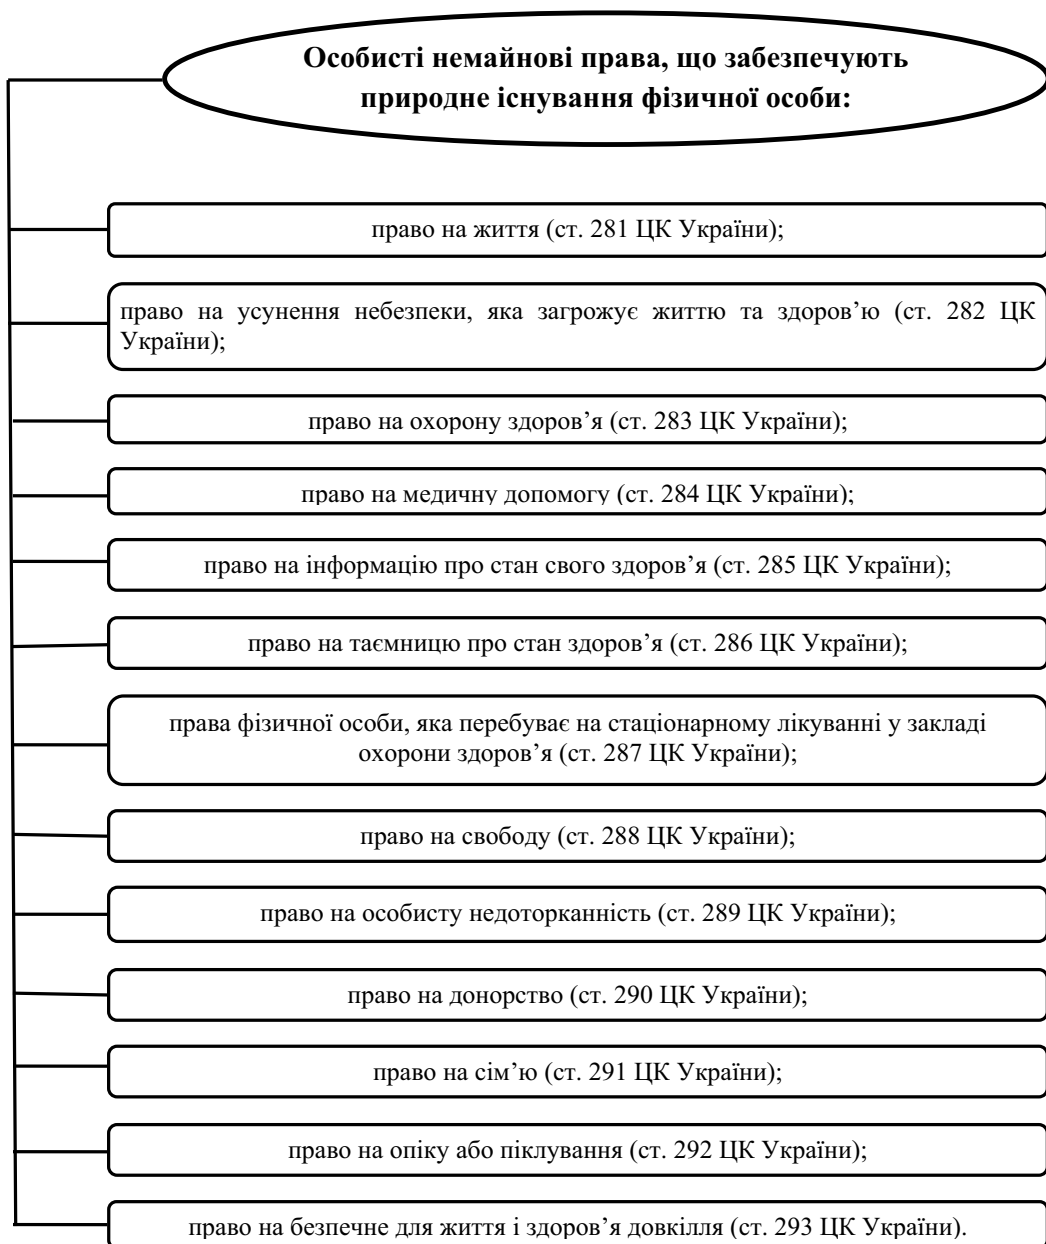 Особисті немайнові права, що забезпечують
природне існування фізичної особи:
право на життя (ст. 281 ЦК України);
право на усунення небезпеки, яка загрожує життю та здоров’ю (ст. 282 ЦК
України);
право на охорону здоров’я (ст. 283 ЦК України);
право на медичну допомогу (ст. 284 ЦК України);
право на інформацію про стан свого здоров’я (ст. 285 ЦК України);
право на таємницю про стан здоров’я (ст. 286 ЦК України);
права фізичної особи, яка перебуває на стаціонарному лікуванні у закладі
охорони здоров’я (ст. 287 ЦК України);
право на свободу (ст. 288 ЦК України);
право на особисту недоторканність (ст. 289 ЦК України);
право на донорство (ст. 290 ЦК України);
право на сім’ю (ст. 291 ЦК України);
право на опіку або піклування (ст. 292 ЦК України);
право на безпечне для життя і здоров’я довкілля (ст. 293 ЦК України).